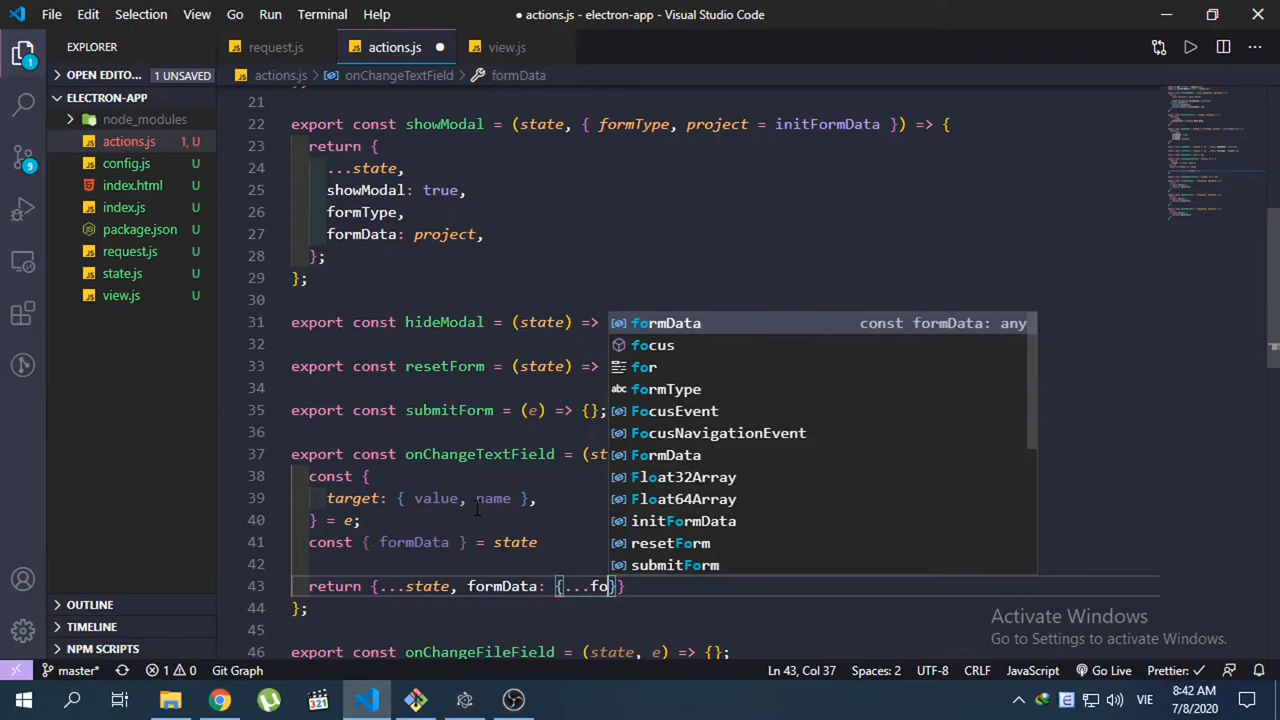 File Edit Selection View Go Run Terminal Help
● actions.js - electron-app - Visual Studio Code
EXPLORER
request.js
actions.js
view.js
OPEN EDITO... 1 UNSAVED
ELECTRON-APP
node_modules
actions.js 1, U
config.js U
index.html U
index.js U
package.json U
request.js U
state.js U
view.js U
OUTLINE
TIMELINE
NPM SCRIPTS
1
9
actions.js > onChangeTextField > formData
21
22 export const showModal = (state, { formType, project = initFormData }) => {
23 return {
24 ...state,
25 showModal: true,
26 formType,
27 formData: project,
28 };
29 };
30
31 export const hideModal = (state) =>
32
33 export const resetForm = (state) =>
34
35 export const submitForm = (e) => {};
36
37 export const onChangeTextField = (st
38 const {
39 target: { value, name },
40 } = e;
41 const { formData } = state
42
43 return {...state, formData: {...fo}}
44 };
45
46 export const onChangeFileField = (state, e) => {};
formData const formData: any
focus
for
formType
FocusEvent
FocusNavigationEvent
FormData
Float32Array
Float64Array
initFormData
resetForm
submitForm
Activate Windows
Go to Settings to activate Windows.
master* 1 0 Git Graph Ln 43, Col 37 Spaces: 2 UTF-8 CRLF JavaScript Go Live Prettier: ✓
321
VIE
8:42 AM
7/8/2020